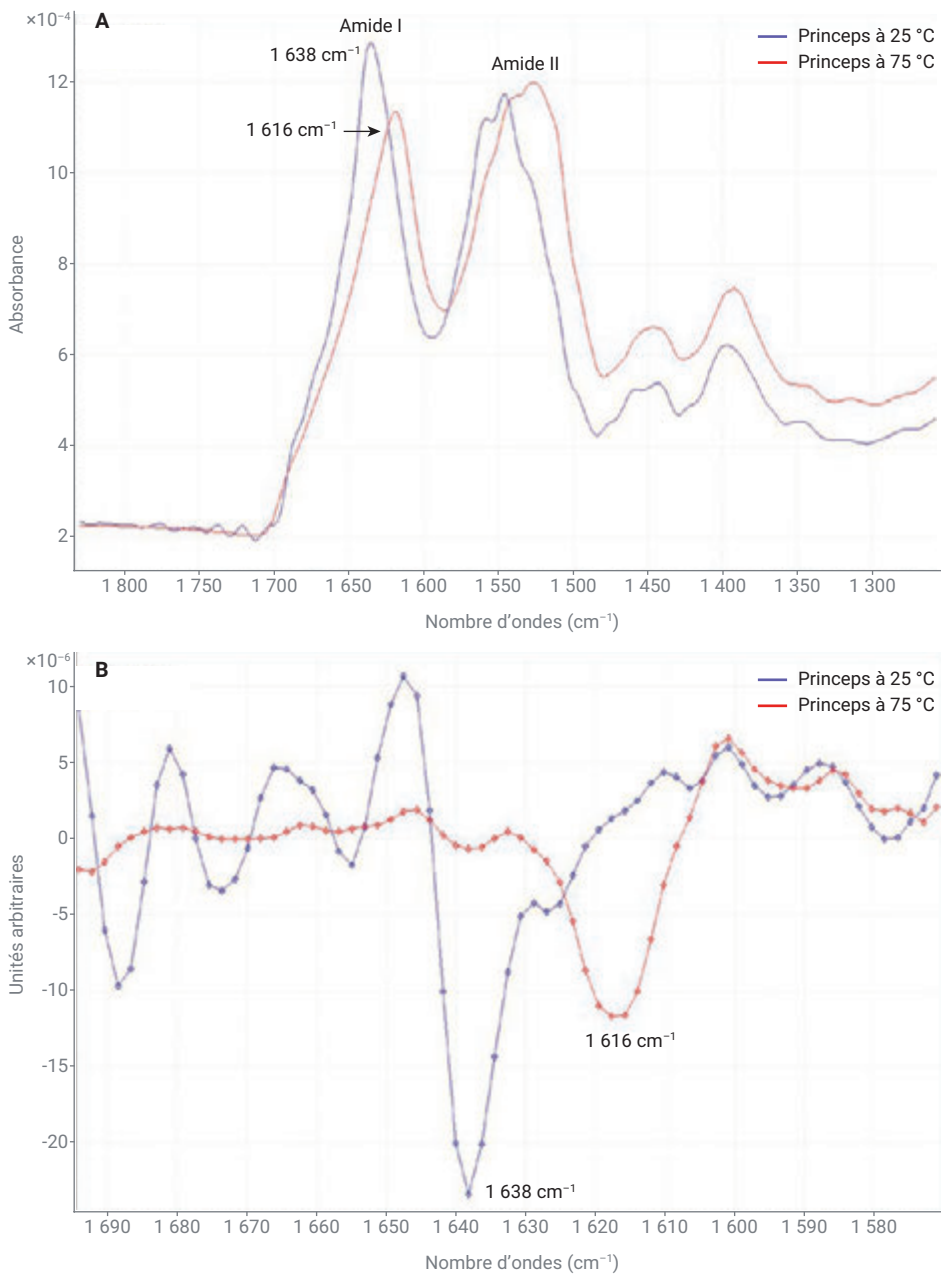 ×10⁻⁴
A
Amide I
1 638 cm⁻¹
1 616 cm⁻¹
Amide II
Princeps à 25 °C
Princeps à 75 °C
12
10
8
6
4
2
Absorbance
1 800 1 750 1 700 1 650 1 600 1 550 1 500 1 450 1 400 1 350 1 300
Nombre d'ondes (cm⁻¹)
×10⁻⁶
B
Princeps à 25 °C
Princeps à 75 °C
10
5
0
-5
-10
-15
-20
Unités arbitraires
1 616 cm⁻¹
1 638 cm⁻¹
1 690 1 680 1 670 1 660 1 650 1 640 1 630 1 620 1 610 1 600 1 590 1 580
Nombre d'ondes (cm⁻¹)